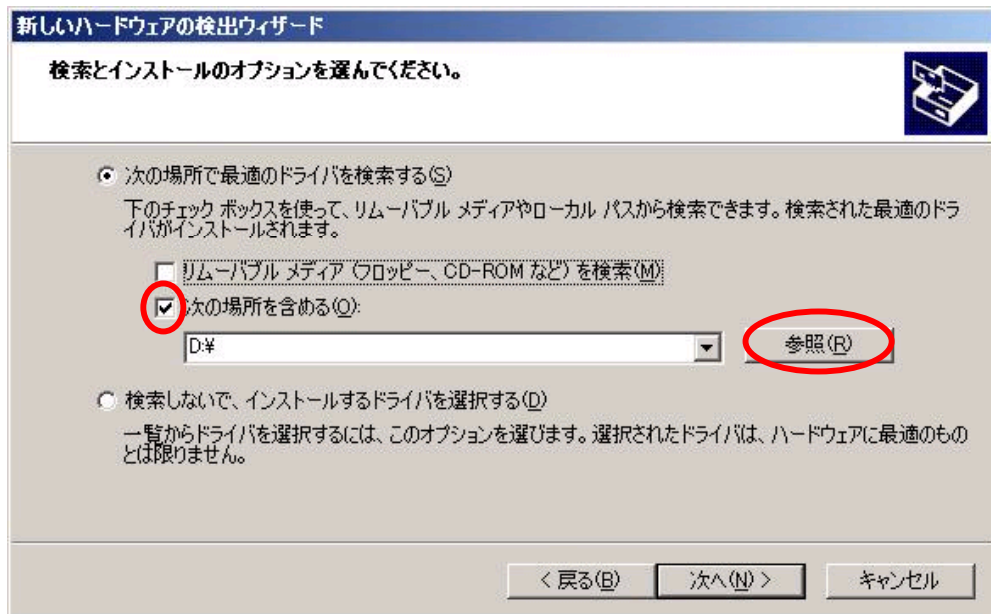 新しいハードウェアの検出ウィザード
検索とインストールのオプションを選んでください。
次の場所で最適のドライバを検索する(S)
下のチェック ボックスを使って、リムーバブル メディアやローカル パスから検索できます。検索された最適のドラ
イバがインストールされます。
リムーバブル メディア (フロッピー、CD-ROM など) を検索(M)
次の場所を含める(O):
D:¥
参照(R)
検索しないで、インストールするドライバを選択する(D)
一覧からドライバを選択するには、このオプションを選びます。選択されたドライバは、ハードウェアに最適のもの
とは限りません。
< 戻る(B)
次へ(N) >
キャンセル